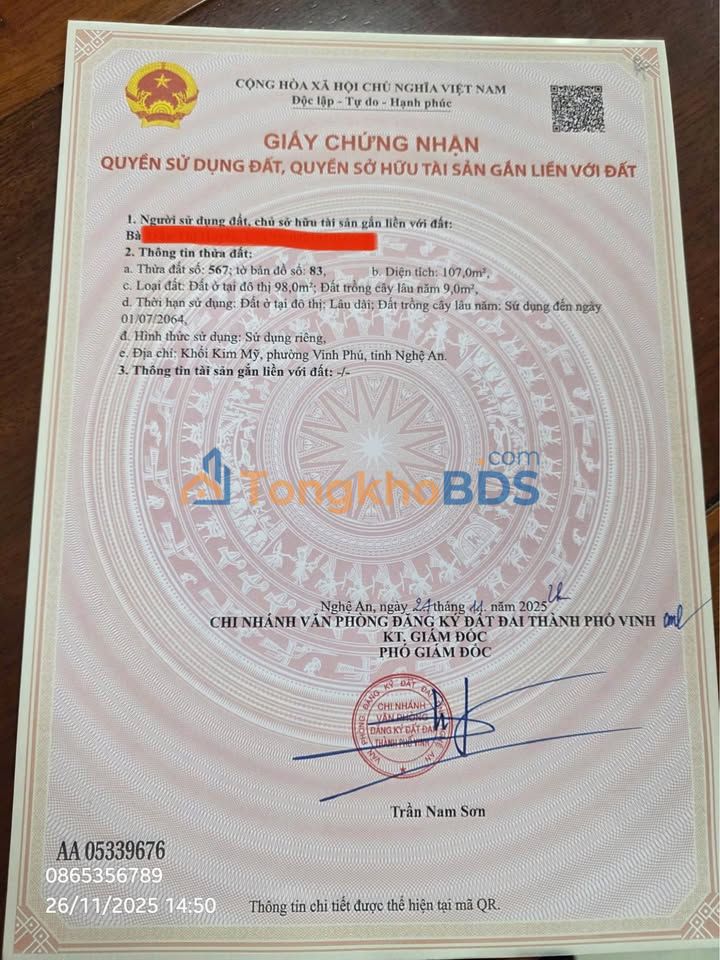 CỘNG HÒA XÃ HỘI CHỦ NGHĨA VIỆT NAM
Độc lập - Tự do - Hạnh phúc
GIẤY CHỨNG NHẬN
QUYỀN SỬ DỤNG ĐẤT, QUYỀN SỞ HỮU TÀI SẢN GẮN LIỀN VỚI ĐẤT
1. Người sử dụng đất, chủ sở hữu tài sản gắn liền với đất:
Bà
2. Thông tin thửa đất:
a. Thửa đất số: 567; tờ bản đồ số: 83, b. Diện tích: 107,0m²,
c. Loại đất: Đất ở tại đô thị 98,0m²; Đất trồng cây lâu năm 9,0m²,
d. Thời hạn sử dụng: Đất ở tại đô thị: Lâu dài; Đất trồng cây lâu năm: Sử dụng đến ngày
01/07/2064,
đ. Hình thức sử dụng: Sử dụng riêng,
e. Địa chỉ: Khối Kim Mỹ, phường Vinh Phú, tỉnh Nghệ An.
3. Thông tin tài sản gắn liền với đất: -/-
TongkhoBDS.com
Nghệ An, ngày 21 tháng 11 năm 2025
CHI NHÁNH VĂN PHÒNG ĐĂNG KÝ ĐẤT ĐAI THÀNH PHỐ VINH
KT. GIÁM ĐỐC
PHÓ GIÁM ĐỐC
CHI NHÁNH
VĂN PHÒNG
ĐĂNG KÝ ĐẤT ĐAI
THÀNH PHỐ VINH
Trần Nam Sơn
AA 05339676
0865356789
26/11/2025 14:50
Thông tin chi tiết được thể hiện tại mã QR.